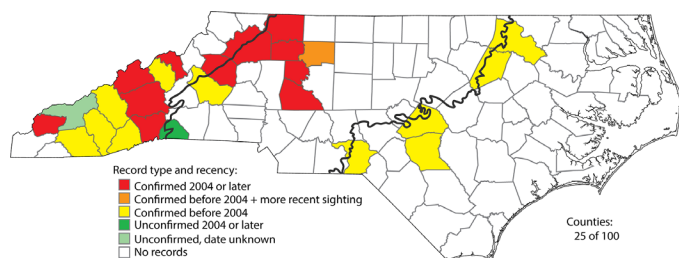 Record type and recency:
Confirmed 2004 or later
Confirmed before 2004 + more recent sighting
Confirmed before 2004
Unconfirmed 2004 or later
Unconfirmed, date unknown
No records
Counties:
25 of 100